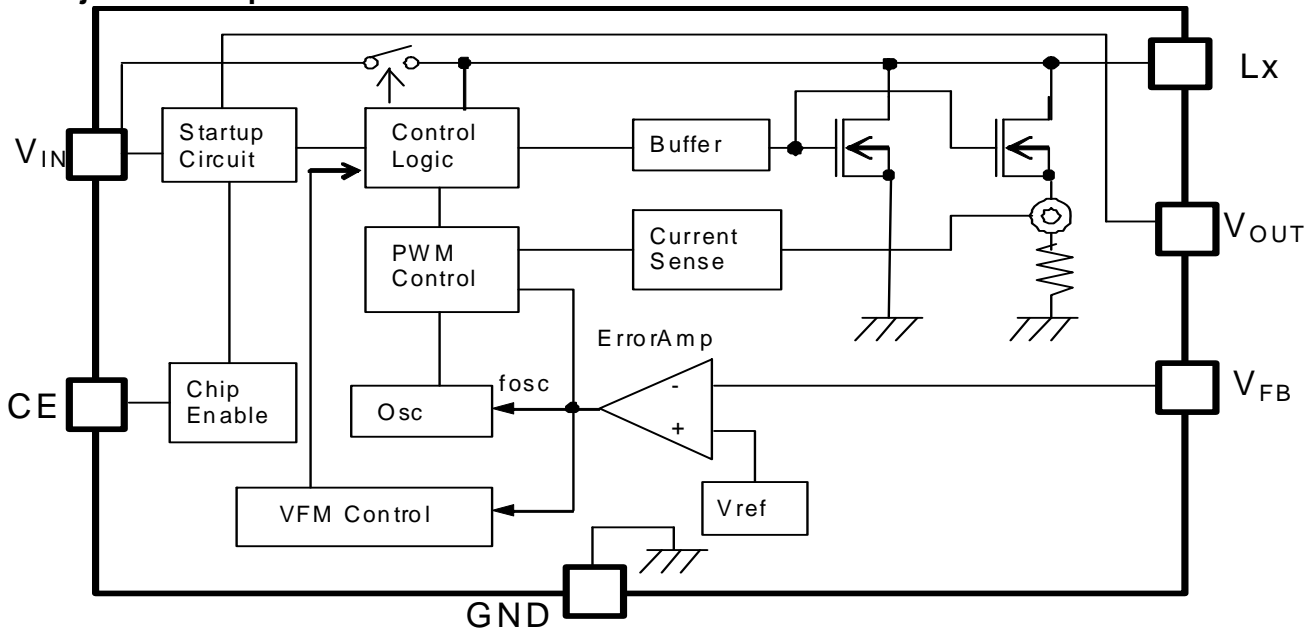 Lx
VIN
Startup
Circuit
Control
Logic
Buffer
VOUT
PWM
Control
Current
Sense
ErrorAmp
CE
Chip
Enable
Osc
fosc
-
+
VFB
VFM Control
Vref
GND